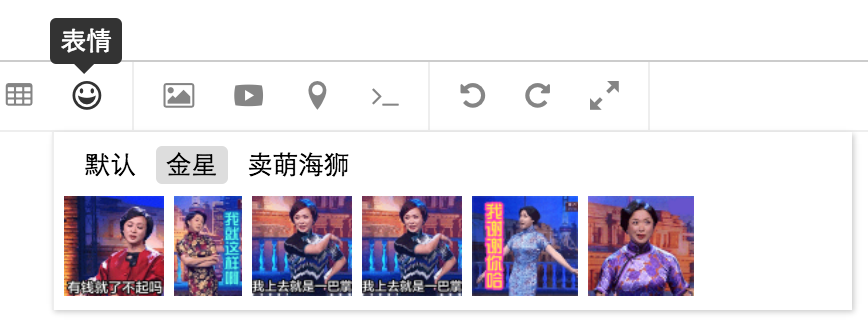 表情
默认 金星 卖萌海狮
有钱就了不起吗
我就这样啊
我上去就是一巴掌
我上去就是一巴掌
我谢谢你哈